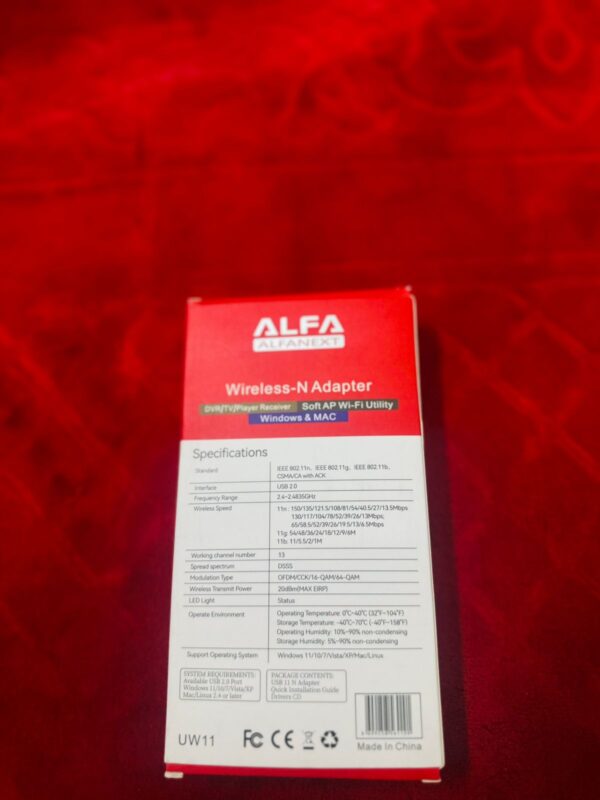 ALFA
ALFANEXT
Wireless-N Adapter
DVR/TV/Player Receiver Soft AP Wi-Fi Utility
Windows & MAC
Specifications
Standard IEEE 802.11n、IEEE 802.11g、IEEE 802.11b、
CSMA/CA with ACK
Interface USB 2.0
Frequency Range 2.4~2.4835GHz
Wireless Speed 11n : 150/135/121.5/108/81/54/40.5/27/13.5Mbps
130/117/104/78/52/39/26/13Mbps;
65/58.5/52/39/26/19.5/13/6.5Mbps
11g: 54/48/36/24/18/12/9/6M
11b: 11/5.5/2/1M
Working channel number 13
Spread spectrum DSSS
Modulation Type OFDM/CCK/16-QAM/64-QAM
Wireless Transmit Power 20dBm(MAX EIRP)
LED Light Status
Operate Environment Operating Temperature: 0°C~40°C (32°F~104°F)
Storage Temperature: -40°C~70°C (-40°F~158°F)
Operating Humidity: 10%~90% non-condensing
Storage Humidity: 5%~90% non-condensing
Support Operating System Windows 11/10/7/Vista/XP/Mac/Linux
SYSTEM REQUIREMENTS:
Available USB 2.0 Port
Windows 11/10/7/Vista/XP
Mac/Linux 2.4 or later
PACKAGE CONTENTS:
USB 11 N Adapter
Quick Installation Guide
Drivers CD
UW11 FC CE
Made in China